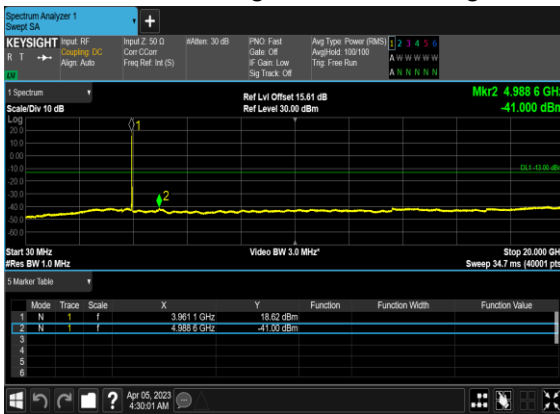 Spectrum Analyzer 1
Swept SA
KEYSIGHT
R T
LV
Input: RF
Coupling: DC
Align: Auto
Input Z: 50 Ω
Corr CCorr
Freq Ref: Int (S)
#Atten: 30 dB
PNO: Fast
Gate: Off
IF Gain: Low
Sig Track: Off
Avg Type: Power (RMS)
Avg|Hold: 100/100
Trig: Free Run
1 2 3 4 5 6
A W W W W W
A N N N N N
1 Spectrum
Scale/Div 10 dB
Ref Lvl Offset 15.61 dB
Ref Level 30.00 dBm
Mkr2 4.988 6 GHz
-41.000 dBm
Log
20.0
10.0
0.00
-10.0
-20.0
-30.0
-40.0
-50.0
-60.0
1
2
DL1 -13.00 dBm
Start 30 MHz
#Res BW 1.0 MHz
Video BW 3.0 MHz*
Stop 20.000 GHz
Sweep 34.7 ms (40001 pts)
5 Marker Table
Mode Trace Scale X Y Function Function Width Function Value
1 N 1 f 3.961 1 GHz 18.62 dBm
2 N 1 f 4.988 6 GHz -41.00 dBm
3
4
5
6
?
Apr 05, 2023
4:30:01 AM